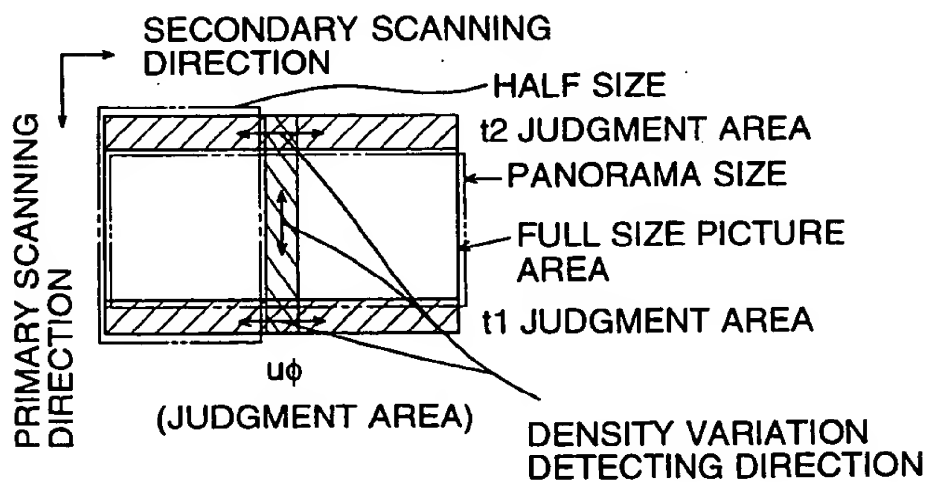 SECONDARY SCANNING
DIRECTION
HALF SIZE
t2 JUDGMENT AREA
PANORAMA SIZE
FULL SIZE PICTURE
AREA
t1 JUDGMENT AREA
PRIMARY SCANNING
DIRECTION
uϕ
(JUDGMENT AREA)
DENSITY VARIATION
DETECTING DIRECTION